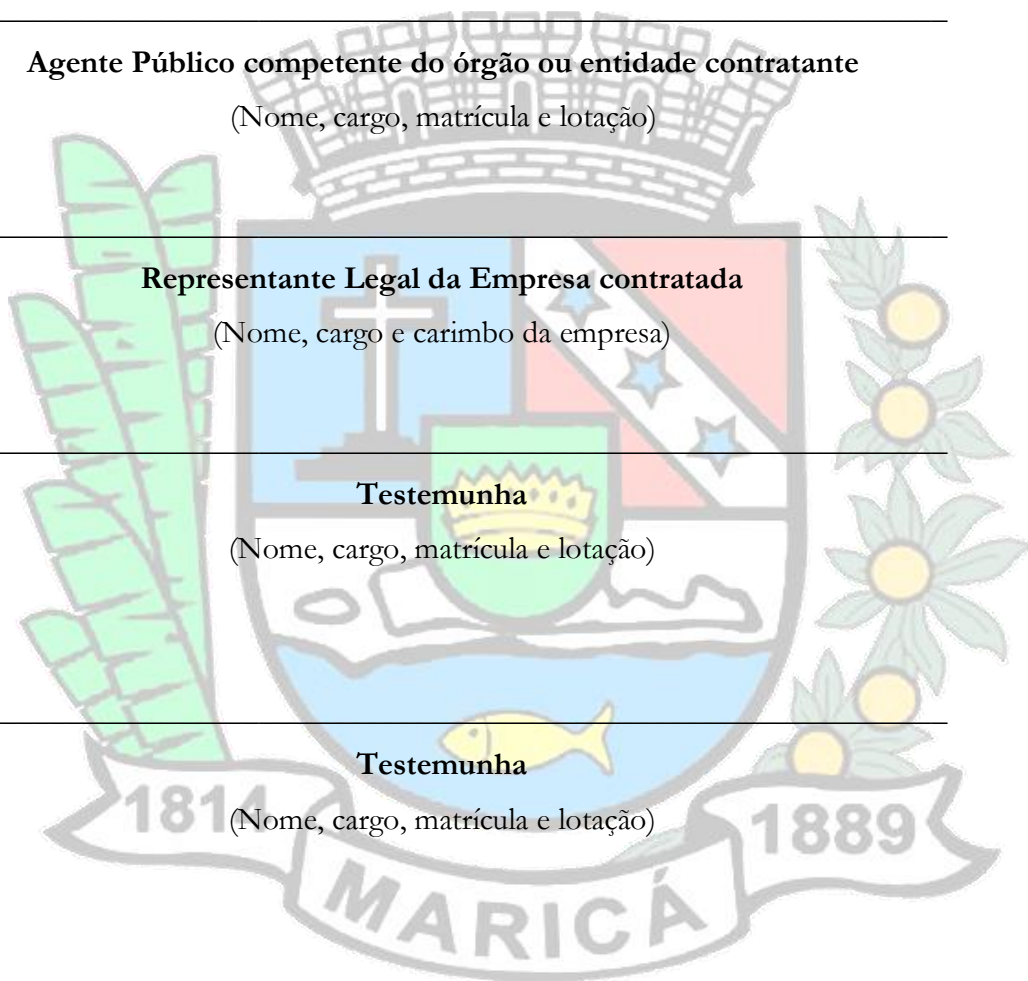 Agente Público competente do órgão ou entidade contratante
(Nome, cargo, matrícula e lotação)
Representante Legal da Empresa contratada
(Nome, cargo e carimbo da empresa)
Testemunha
(Nome, cargo, matrícula e lotação)
Testemunha
(Nome, cargo, matrícula e lotação)
1814
1889
MARICÁ